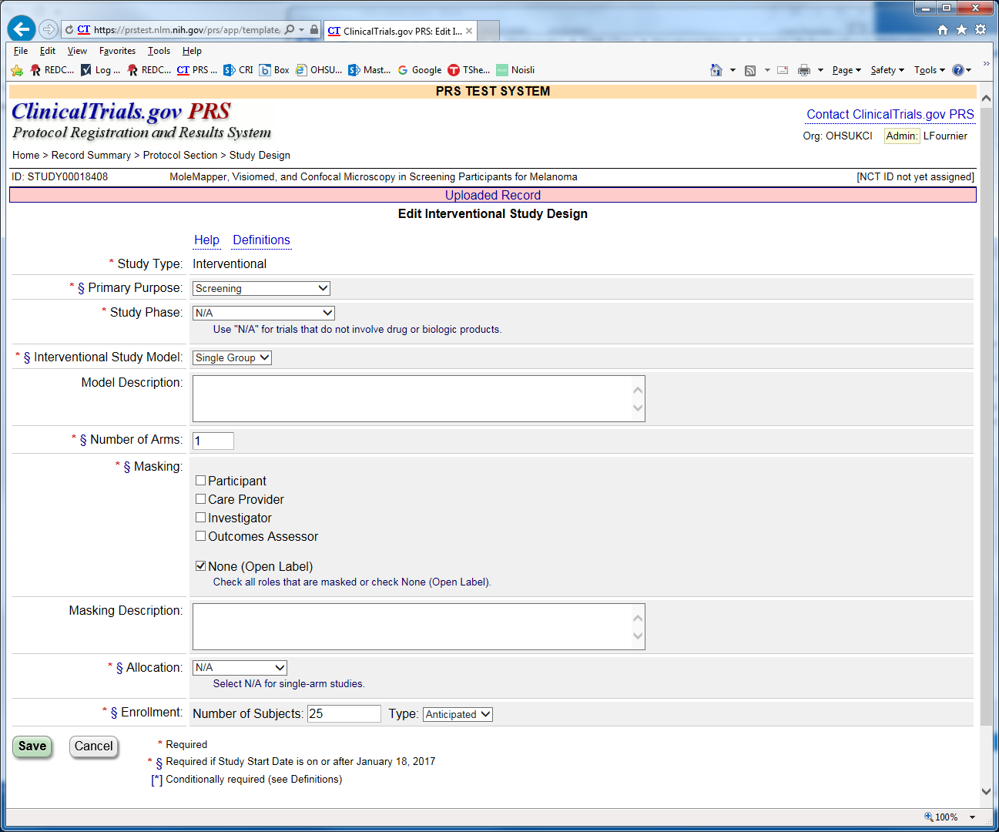 https://prstest.nlm.nih.gov/prs/app/template/
CT ClinicalTrials.gov PRS: Edit I...
File Edit View Favorites Tools Help
REDC... Log ... REDC... CT PRS ... CRI Box OHSU... Mast... Google TShe... Noisli
Page Safety Tools
PRS TEST SYSTEM
ClinicalTrials.gov PRS
Protocol Registration and Results System
Contact ClinicalTrials.gov PRS
Org: OHSUKCI Admin: LFournier
Home > Record Summary > Protocol Section > Study Design
ID: STUDY00018408 MoleMapper, Visiomed, and Confocal Microscopy in Screening Participants for Melanoma [NCT ID not yet assigned]
Uploaded Record
Edit Interventional Study Design
Help Definitions
* Study Type: Interventional
* § Primary Purpose: Screening
* Study Phase: N/A
Use "N/A" for trials that do not involve drug or biologic products.
* § Interventional Study Model: Single Group
Model Description:
* § Number of Arms: 1
* § Masking:
Participant
Care Provider
Investigator
Outcomes Assessor
None (Open Label)
Check all roles that are masked or check None (Open Label).
Masking Description:
* § Allocation: N/A
Select N/A for single-arm studies.
* § Enrollment: Number of Subjects: 25 Type: Anticipated
Save Cancel * Required
* § Required if Study Start Date is on or after January 18, 2017
[*] Conditionally required (see Definitions)
100%